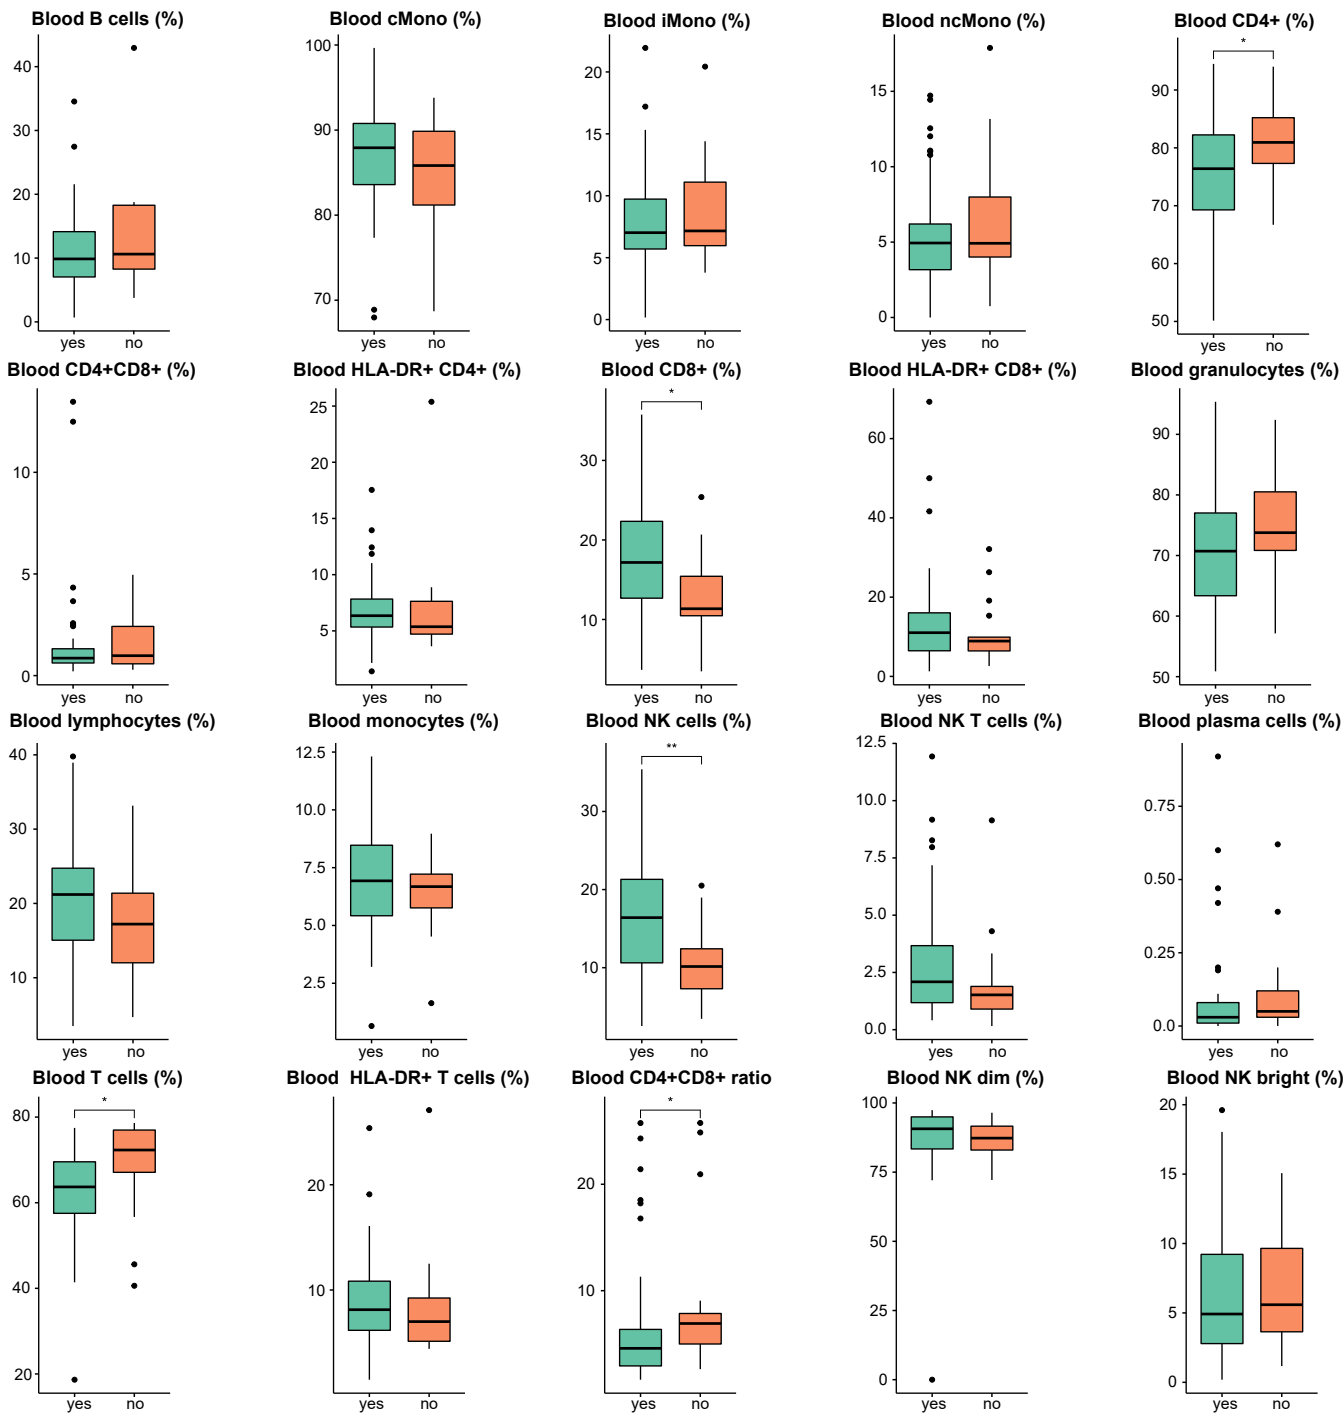 Blood B cells (%)
40
30
20
10
0
yes no
Blood cMono (%)
100
90
80
70
yes no
Blood iMono (%)
20
15
10
5
0
yes no
Blood ncMono (%)
15
10
5
0
yes no
Blood CD4+ (%)
*
90
80
70
60
50
yes no
Blood CD4+CD8+ (%)
10
5
0
yes no
Blood HLA-DR+ CD4+ (%)
25
20
15
10
5
yes no
Blood CD8+ (%)
*
30
20
10
yes no
Blood HLA-DR+ CD8+ (%)
60
40
20
0
yes no
Blood granulocytes (%)
90
80
70
60
50
yes no
Blood lymphocytes (%)
40
30
20
10
yes no
Blood monocytes (%)
12.5
10.0
7.5
5.0
2.5
yes no
Blood NK cells (%)
**
30
20
10
yes no
Blood NK T cells (%)
12.5
10.0
7.5
5.0
2.5
0.0
yes no
Blood plasma cells (%)
0.75
0.50
0.25
0.0
yes no
Blood T cells (%)
*
80
60
40
20
yes no
Blood HLA-DR+ T cells (%)
20
10
yes no
Blood CD4+CD8+ ratio
*
20
10
yes no
Blood NK dim (%)
100
75
50
25
0
yes no
Blood NK bright (%)
20
15
10
5
0
yes no